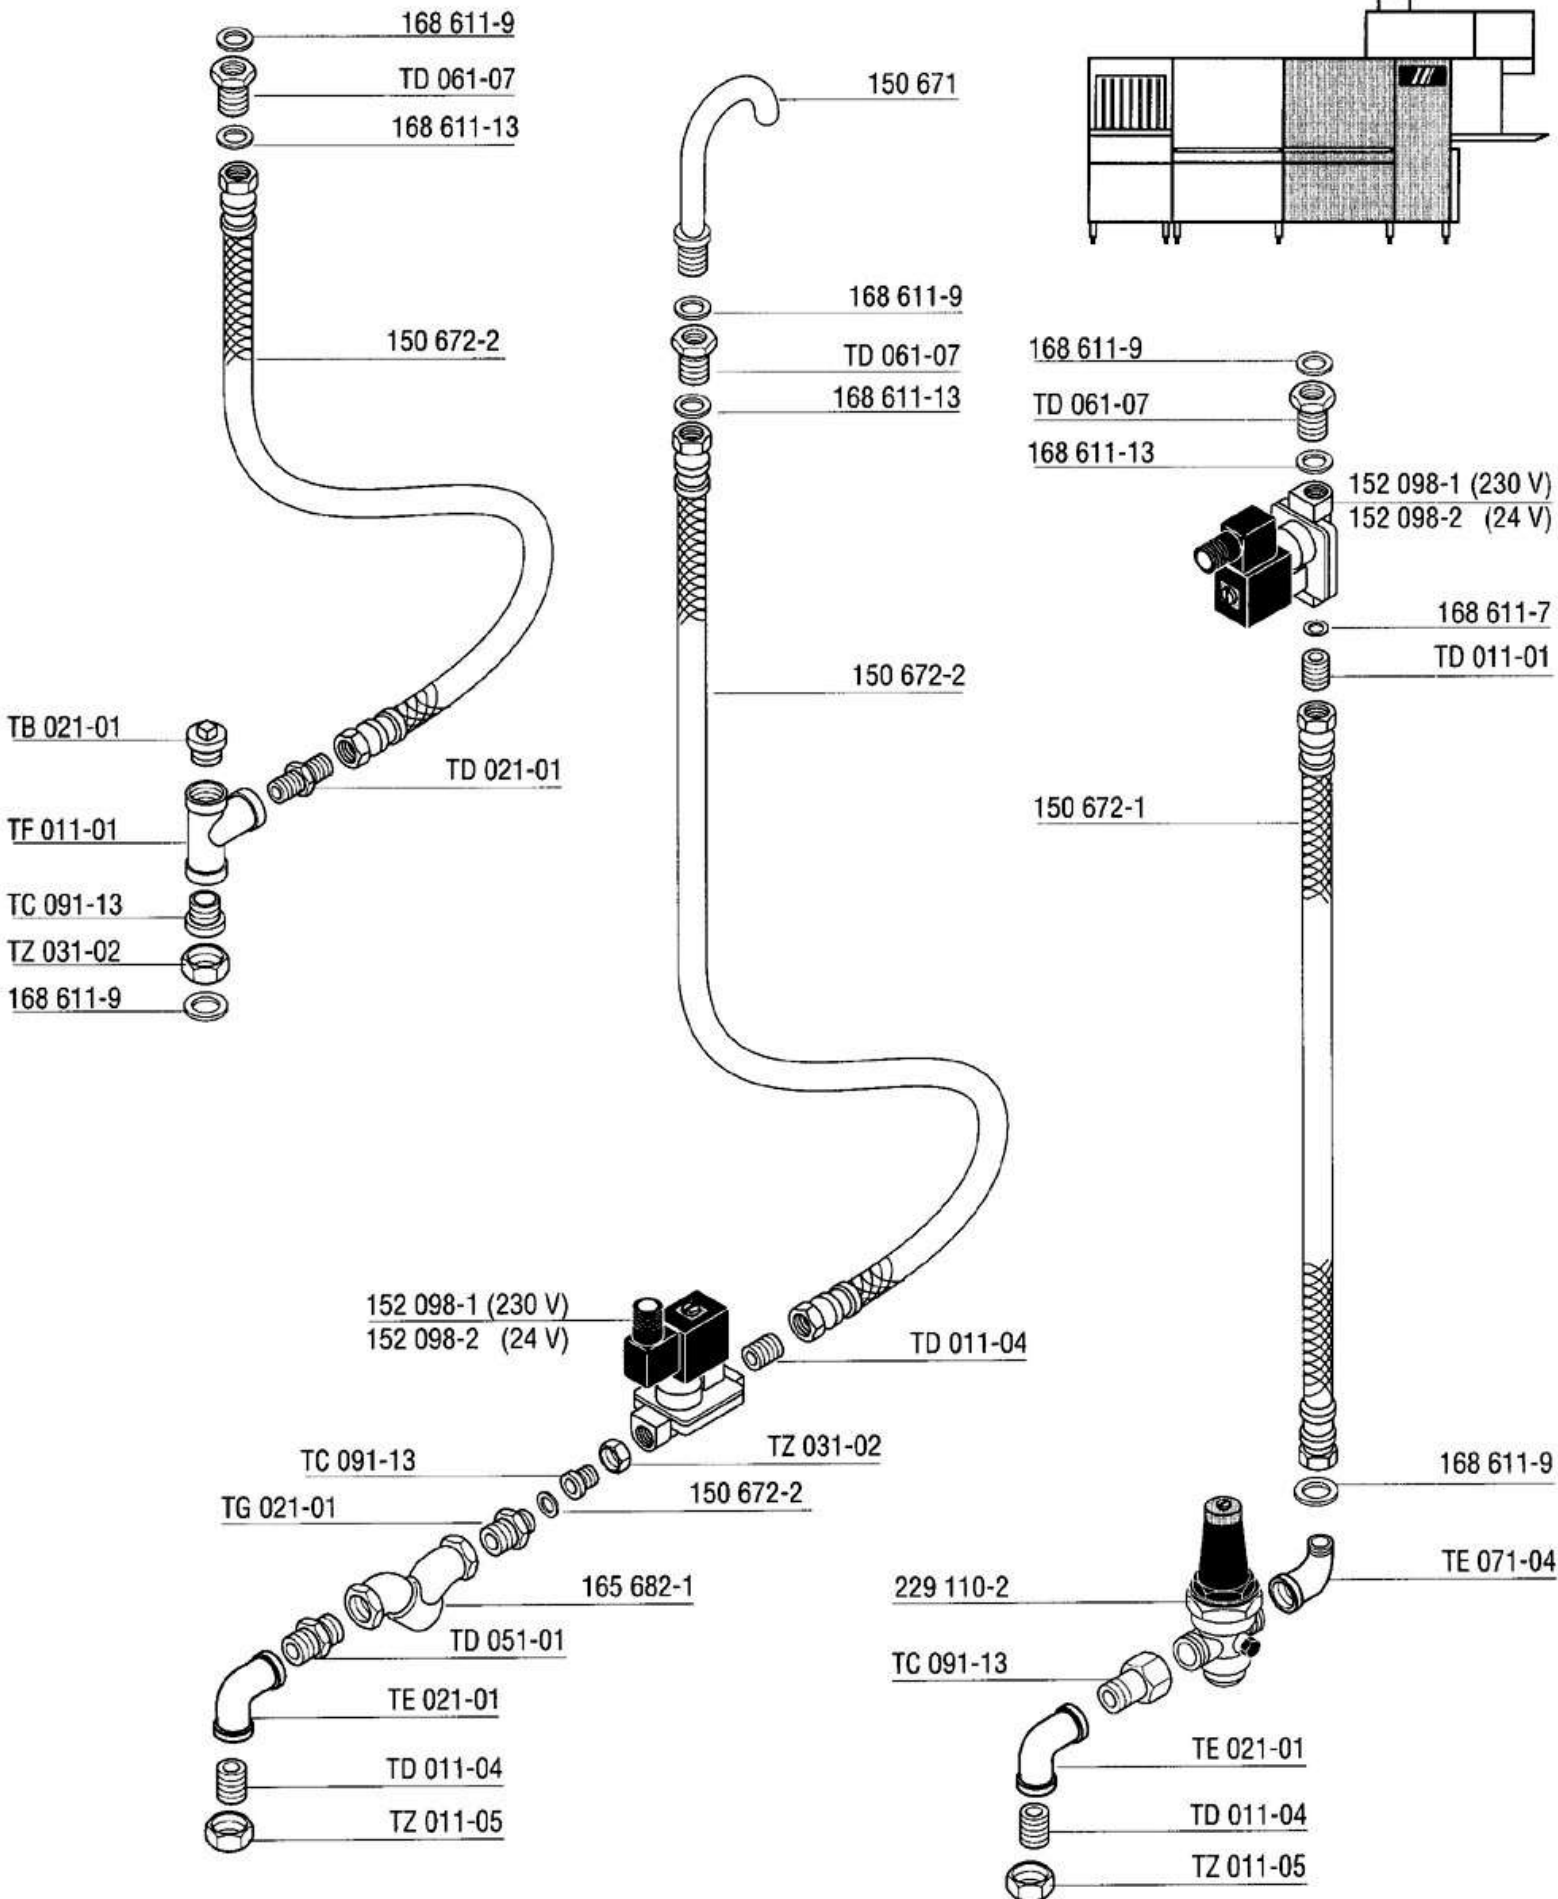 168 611-9
TD 061-07
168 611-13
150 672-2
TB 021-01
TD 021-01
TF 011-01
TC 091-13
TZ 031-02
168 611-9
150 671
168 611-9
TD 061-07
168 611-13
150 672-2
152 098-1 (230 V)
152 098-2 (24 V)
TD 011-04
TZ 031-02
TC 091-13
150 672-2
TG 021-01
165 682-1
TD 051-01
TE 021-01
TD 011-04
TZ 011-05
168 611-9
TD 061-07
168 611-13
152 098-1 (230 V)
152 098-2 (24 V)
168 611-7
TD 011-01
150 672-1
168 611-9
TE 071-04
229 110-2
TC 091-13
TE 021-01
TD 011-04
TZ 011-05